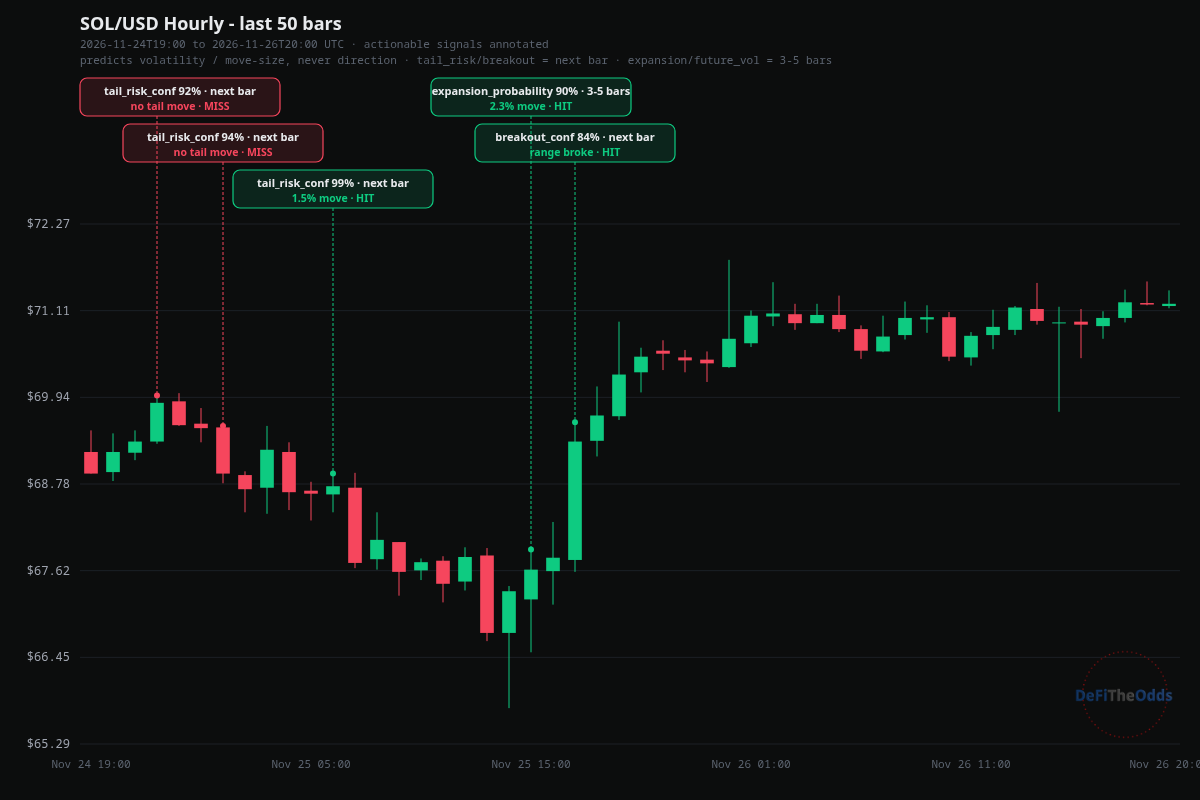 SOL/USD Hourly - last 50 bars
2026-11-24T19:00 to 2026-11-26T20:00 UTC · actionable signals annotated
predicts volatility / move-size, never direction · tail_risk/breakout = next bar · expansion/future_vol = 3-5 bars
tail_risk_conf 92% · next bar
no tail move · MISS
expansion_probability 90% · 3-5 bars
2.3% move · HIT
tail_risk_conf 94% · next bar
no tail move · MISS
breakout_conf 84% · next bar
range broke · HIT
tail_risk_conf 99% · next bar
1.5% move · HIT
$72.27
$71.11
$69.94
$68.78
$67.62
$66.45
$65.29
DeFiTheOdds
Nov 24 19:00
Nov 25 05:00
Nov 25 15:00
Nov 26 01:00
Nov 26 11:00
Nov 26 20:0